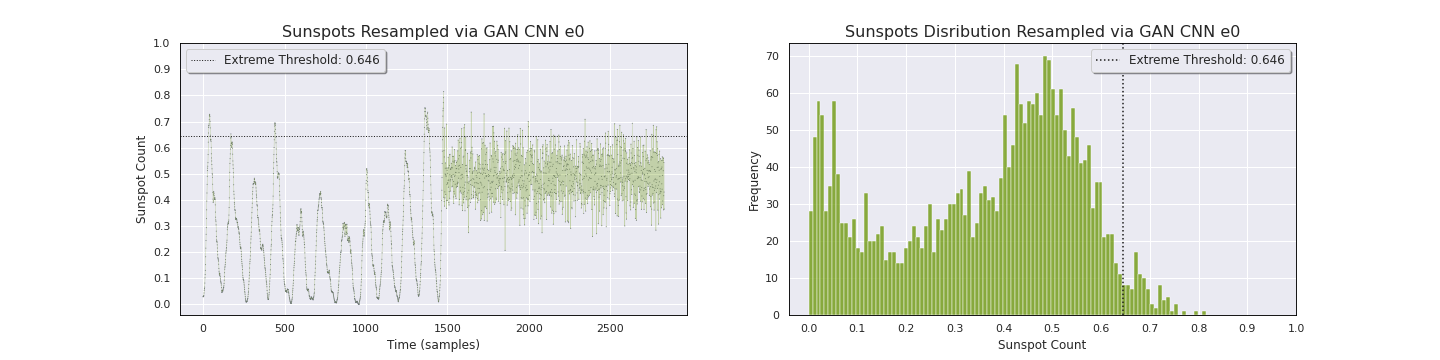 Sunspots Resampled via GAN CNN e0
Extreme Threshold: 0.646
1.0
0.9
0.8
0.7
0.6
0.5
0.4
0.3
0.2
0.1
0.0
Sunspot Count
0 500 1000 1500 2000 2500
Time (samples)
Sunspots Disribution Resampled via GAN CNN e0
Extreme Threshold: 0.646
70
60
50
40
30
20
10
0
Frequency
0.0 0.1 0.2 0.3 0.4 0.5 0.6 0.7 0.8 0.9 1.0
Sunspot Count